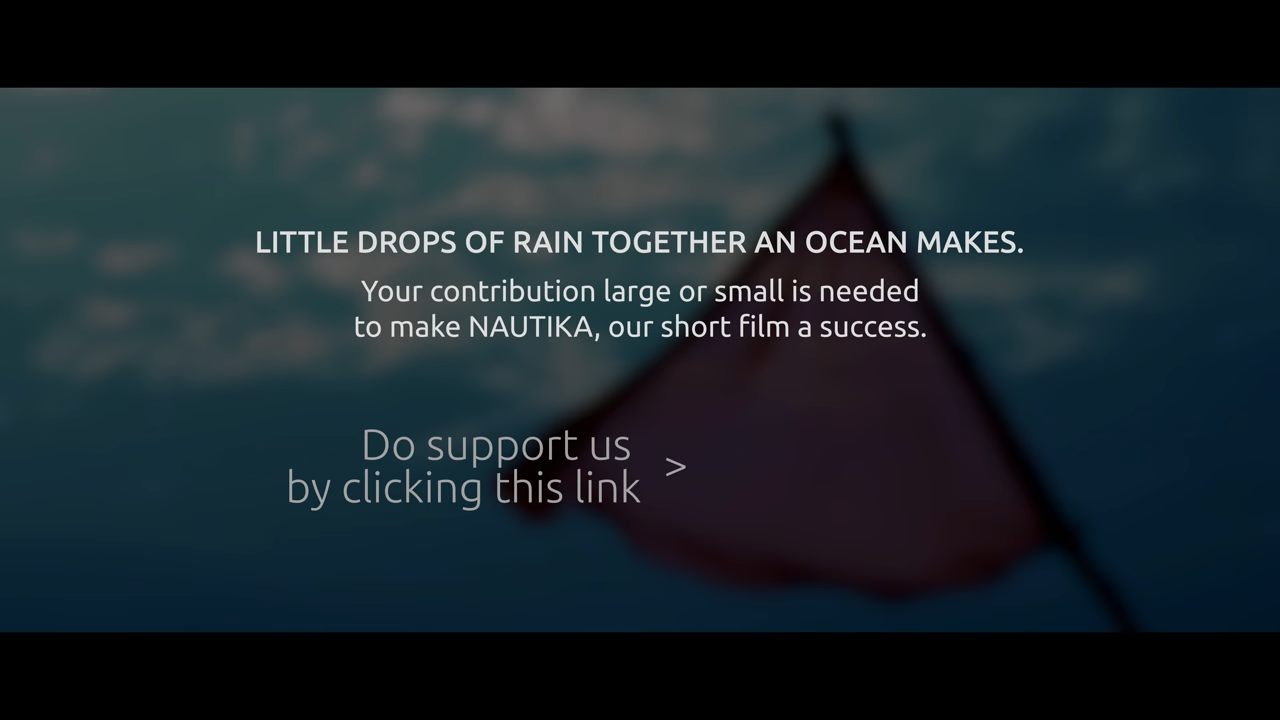 LITTLE DROPS OF RAIN TOGETHER AN OCEAN MAKES.
Your contribution large or small is needed
to make NAUTIKA, our short film a success.
Do support us
by clicking this link >